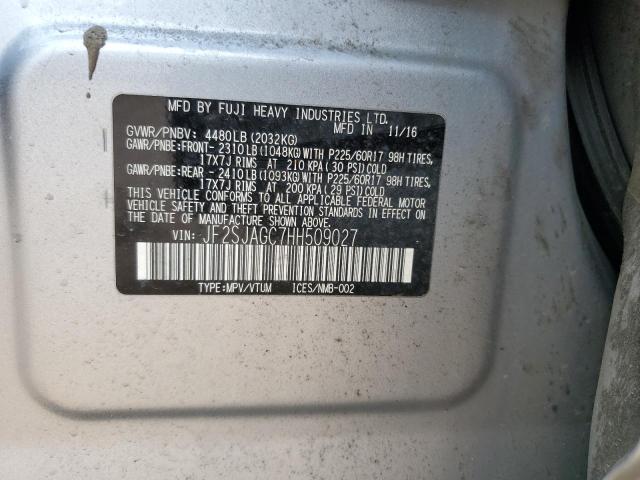 MFD BY FUJI HEAVY INDUSTRIES LTD.
MFD IN 11/16
GVWR/PNBV: 4480LB (2032KG)
GAWR/PNBE:FRONT- 2310LB(1048KG)WITH P225/60R17 98H TIRES,
17X7J RIMS AT 210 KPA(30 PSI)COLD
GAWR/PNBE:REAR - 2410LB(1093KG)WITH P225/60R17 98H TIRES,
17X7J RIMS AT 200 KPA(29 PSI)COLD
THIS VEHICLE CONFORMS TO ALL APPLICABLE FEDERAL MOTOR
VEHICLE SAFETY AND THEFT PREVENTION STANDARDS IN EFFECT
ON THE DATE OF MANUFACTURE SHOWN ABOVE.
VIN: JF2SJAGC7HH509027
TYPE:MPV/VTUM ICES/NMB-002